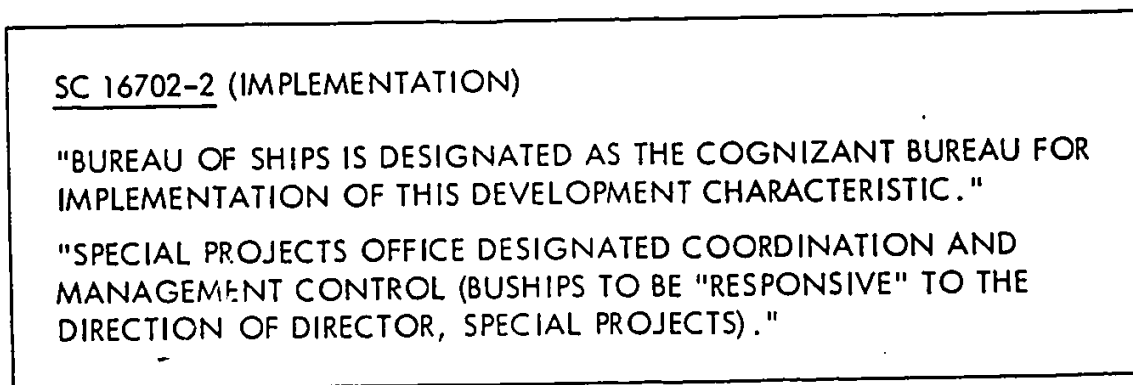 SC 16702-2 (IMPLEMENTATION)
"BUREAU OF SHIPS IS DESIGNATED AS THE COGNIZANT BUREAU FOR
IMPLEMENTATION OF THIS DEVELOPMENT CHARACTERISTIC."
"SPECIAL PROJECTS OFFICE DESIGNATED COORDINATION AND
MANAGEMENT CONTROL (BUSHIPS TO BE "RESPONSIVE" TO THE
DIRECTION OF DIRECTOR, SPECIAL PROJECTS)."